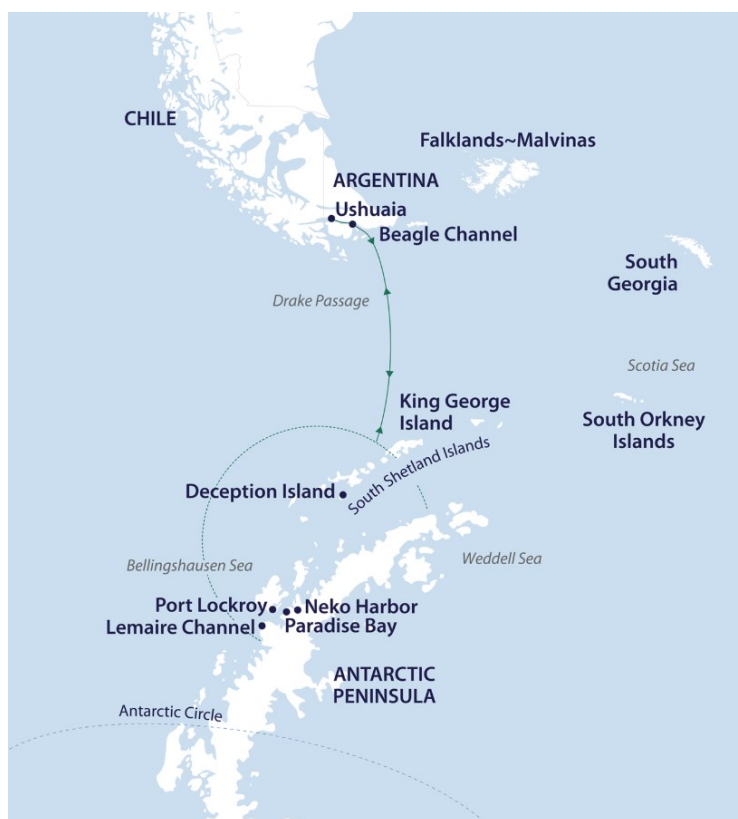 CHILE
Falklands~Malvinas
ARGENTINA
Ushuaia
Beagle Channel
South
Georgia
Drake Passage
Scotia Sea
King George
Island
South Orkney
Islands
South Shetland Islands
Deception Island
Bellingshausen Sea
Weddell Sea
Port Lockroy
Neko Harbor
Lemaire Channel
Paradise Bay
ANTARCTIC
PENINSULA
Antarctic Circle